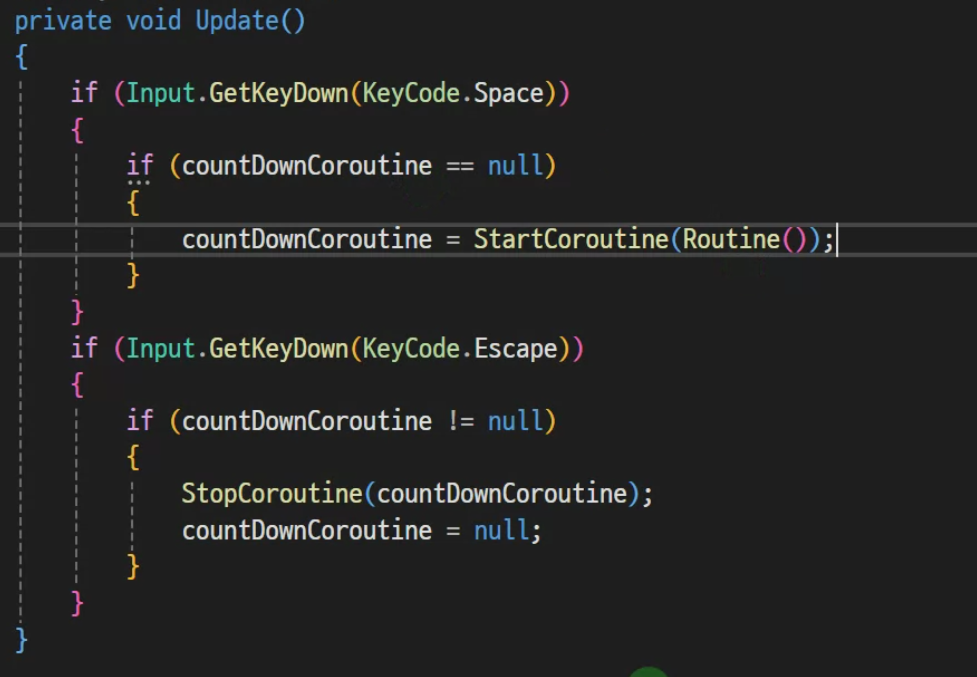 private void Update()
{
if (Input.GetKeyDown(KeyCode.Space))
{
if (countDownCoroutine == null)
{
countDownCoroutine = StartCoroutine(Routine());
}
}
if (Input.GetKeyDown(KeyCode.Escape))
{
if (countDownCoroutine != null)
{
StopCoroutine(countDownCoroutine);
countDownCoroutine = null;
}
}
}